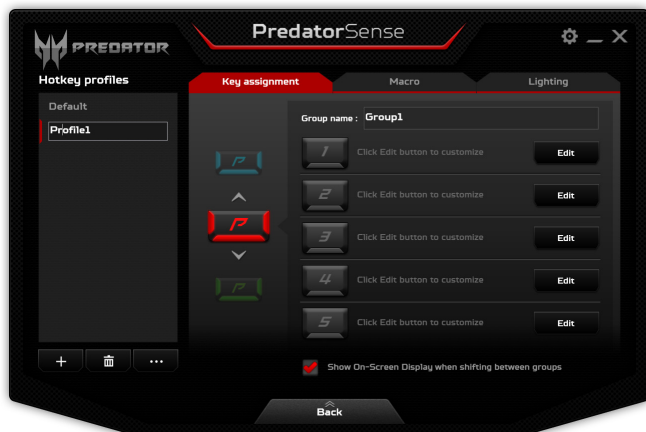 PREDATOR
PredatorSense
Hotkey profiles
Default
Profile1
Key assignment
Macro
Lighting
Group name : Group1
1 Click Edit button to customize Edit
2 Click Edit button to customize Edit
3 Click Edit button to customize Edit
4 Click Edit button to customize Edit
5 Click Edit button to customize Edit
P
P
P
Show On-Screen Display when shifting between groups
Back